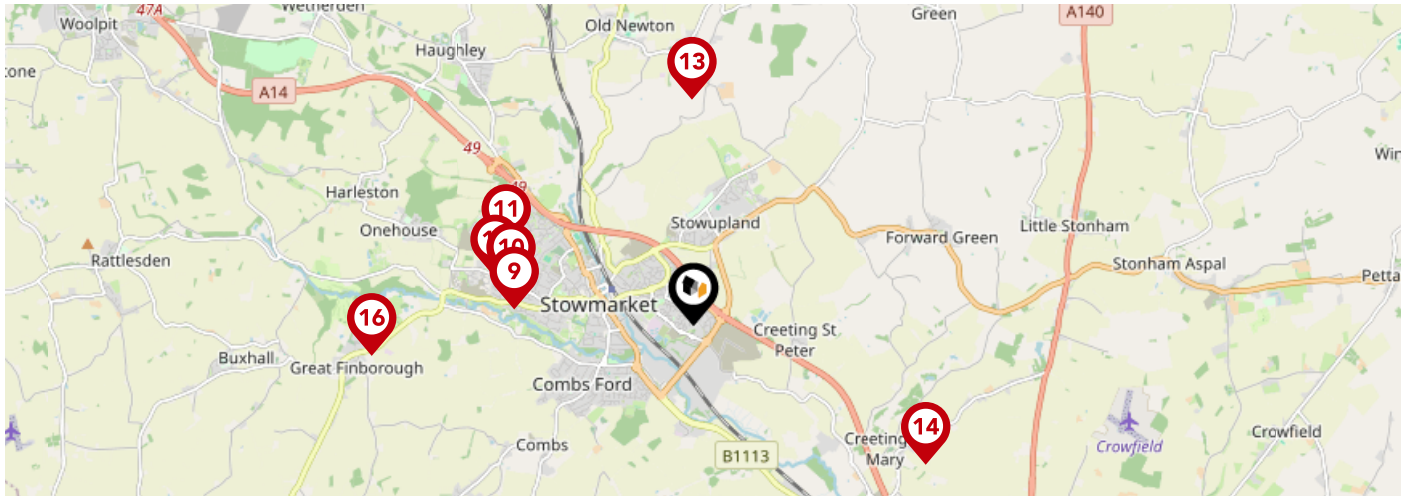 47A
Wetherden
Woolpit
Old Newton
Green
A140
Haughley
13
A14
49
49
Harleston
11
Onehouse
Stowupland
10
9
Forward Green
Little Stonham
Rattlesden
Stonham Aspal
Petta
Stowmarket
16
Creeting St
Peter
Buxhall
Great Finborough
Combs Ford
14
Combs
Creeting
Mary
B1113
Crowfield
Crowfield